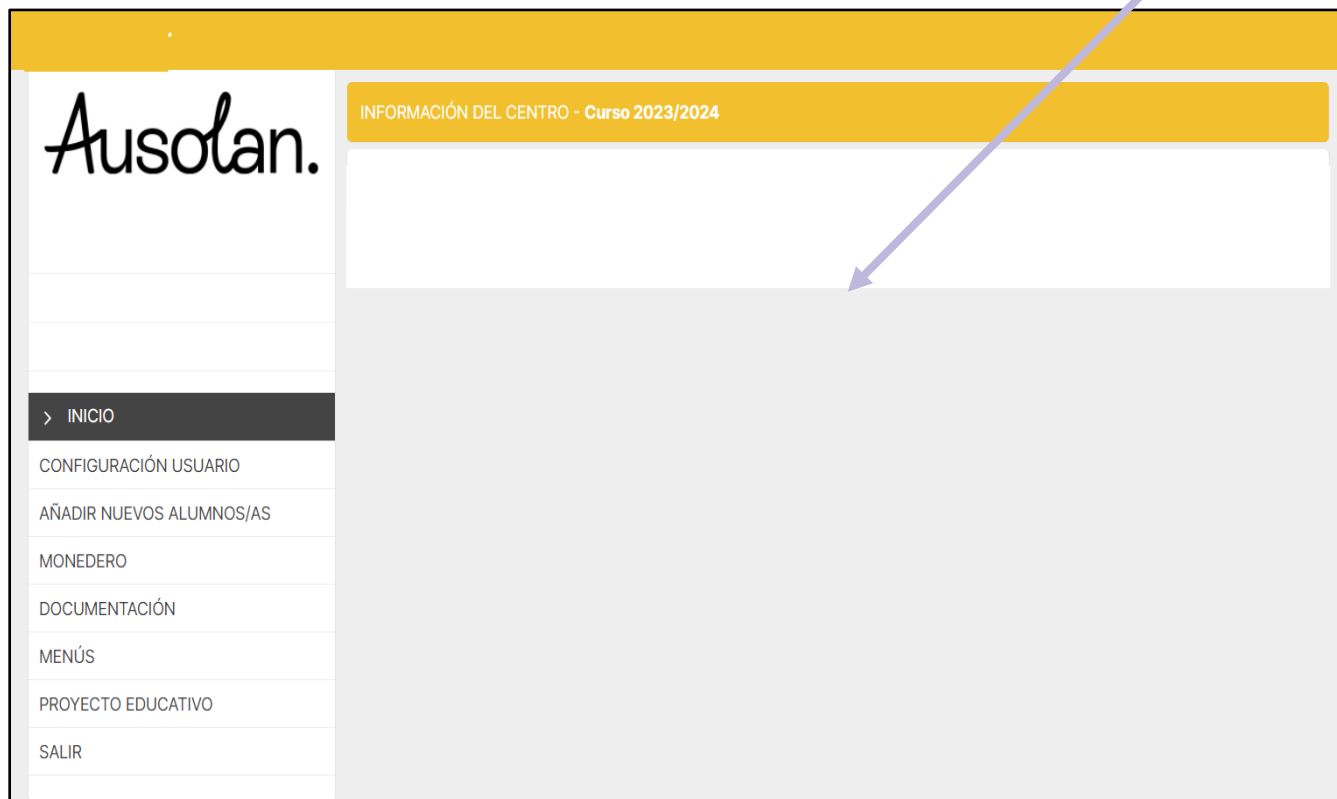 Ausolan.
INFORMACIÓN DEL CENTRO - Curso 2023/2024
INICIO
CONFIGURACIÓN USUARIO
AÑADIR NUEVOS ALUMNOS/AS
MONEDERO
DOCUMENTACIÓN
MENÚS
PROYECTO EDUCATIVO
SALIR